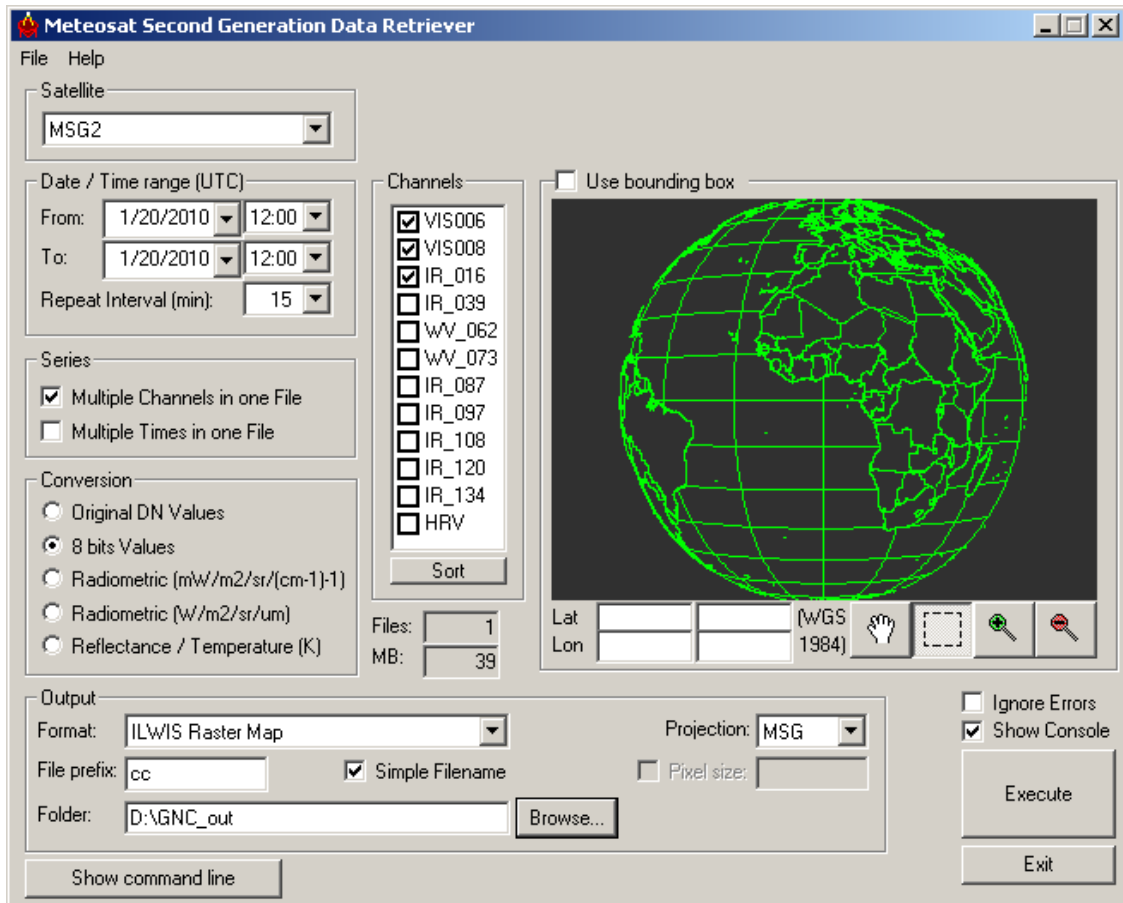 Meteosat Second Generation Data Retriever
File Help
Satellite
MSG2
Date / Time range (UTC)
From: 1/20/2010 12:00
To: 1/20/2010 12:00
Repeat Interval (min): 15
Series
Multiple Channels in one File
Multiple Times in one File
Conversion
Original DN Values
8 bits Values
Radiometric (mW/m2/sr/(cm-1)-1)
Radiometric (W/m2/sr/um)
Reflectance / Temperature (K)
Channels
VIS006
VIS008
IR_016
IR_039
WV_062
WV_073
IR_087
IR_097
IR_108
IR_120
IR_134
HRV
Sort
Files: 1
MB: 39
Use bounding box
Lat (WGS
Lon 1984)
Output
Format: ILWIS Raster Map Projection: MSG
File prefix: cc Simple Filename Pixel size:
Folder: D:\GNC_out Browse...
Ignore Errors
Show Console
Execute
Exit
Show command line